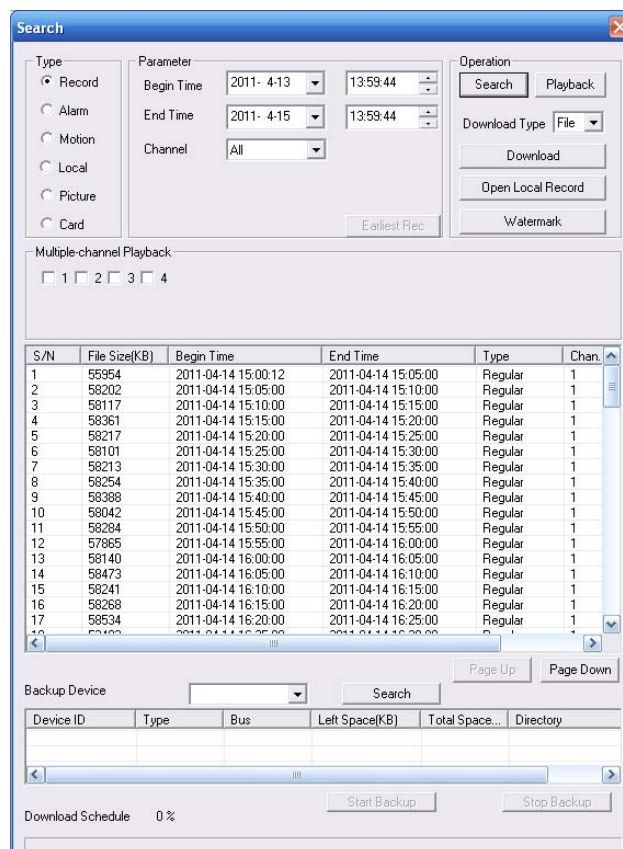 Search
Type
Record
Alarm
Motion
Local
Picture
Card
Parameter
Begin Time 2011- 4-13 13:59:44
End Time 2011- 4-15 13:59:44
Channel All
Earliest Rec
Operation
Search Playback
Download Type File
Download
Open Local Record
Watermark
Multiple-channel Playback
1 2 3 4
S/N File Size(KB) Begin Time End Time Type Chan.
1 55954 2011-04-14 15:00:12 2011-04-14 15:05:00 Regular 1
2 58202 2011-04-14 15:05:00 2011-04-14 15:10:00 Regular 1
3 58117 2011-04-14 15:10:00 2011-04-14 15:15:00 Regular 1
4 58361 2011-04-14 15:15:00 2011-04-14 15:20:00 Regular 1
5 58217 2011-04-14 15:20:00 2011-04-14 15:25:00 Regular 1
6 58101 2011-04-14 15:25:00 2011-04-14 15:30:00 Regular 1
7 58213 2011-04-14 15:30:00 2011-04-14 15:35:00 Regular 1
8 58254 2011-04-14 15:35:00 2011-04-14 15:40:00 Regular 1
9 58388 2011-04-14 15:40:00 2011-04-14 15:45:00 Regular 1
10 58042 2011-04-14 15:45:00 2011-04-14 15:50:00 Regular 1
11 58284 2011-04-14 15:50:00 2011-04-14 15:55:00 Regular 1
12 57865 2011-04-14 15:55:00 2011-04-14 16:00:00 Regular 1
13 58140 2011-04-14 16:00:00 2011-04-14 16:05:00 Regular 1
14 58473 2011-04-14 16:05:00 2011-04-14 16:10:00 Regular 1
15 58241 2011-04-14 16:10:00 2011-04-14 16:15:00 Regular 1
16 58268 2011-04-14 16:15:00 2011-04-14 16:20:00 Regular 1
17 58534 2011-04-14 16:20:00 2011-04-14 16:25:00 Regular 1
Page Up Page Down
Backup Device Search
Device ID Type Bus Left Space(KB) Total Space... Directory
Start Backup Stop Backup
Download Schedule 0 %